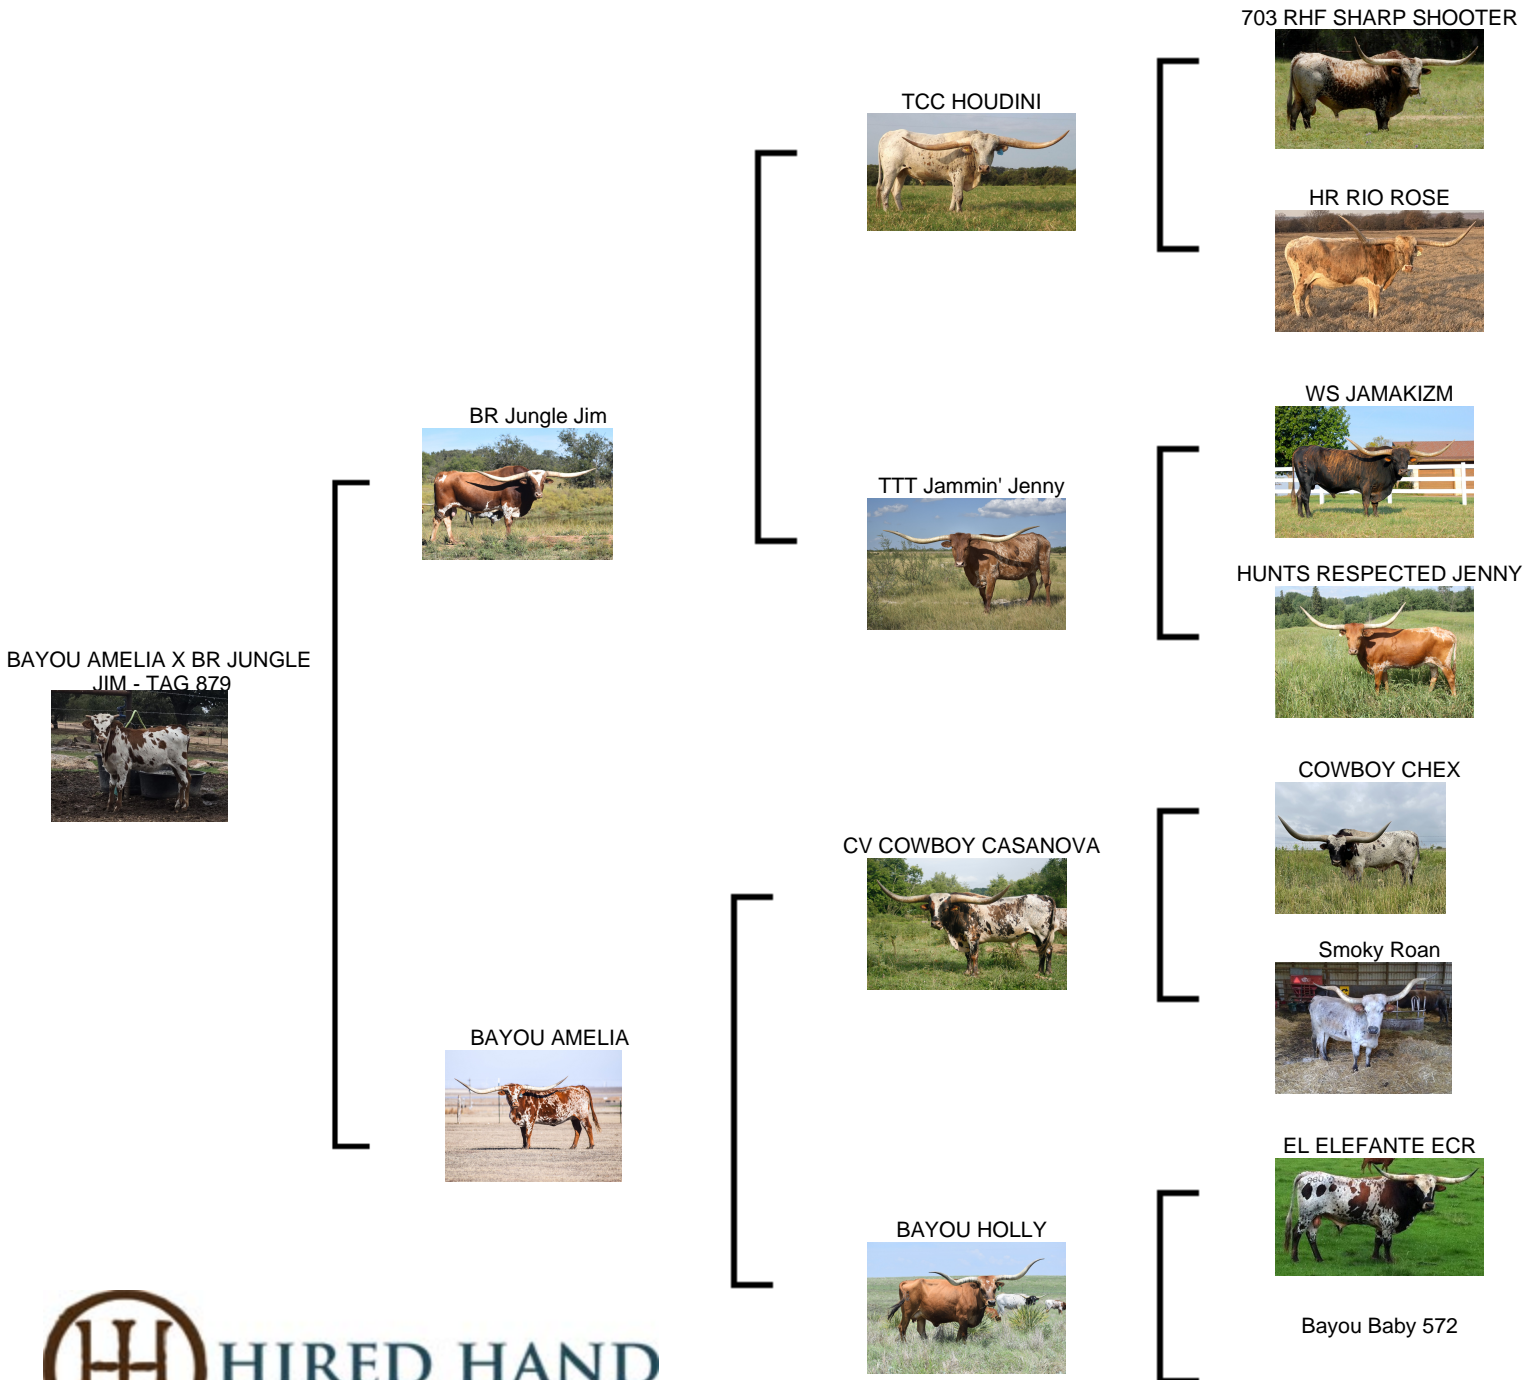 703 RHF SHARP SHOOTER
TCC HOUDINI
HR RIO ROSE
WS JAMAKIZM
BR Jungle Jim
TTT Jammin' Jenny
HUNTS RESPECTED JENNY
BAYOU AMELIA X BR JUNGLE
JIM - TAG 879
COWBOY CHEX
CV COWBOY CASANOVA
Smoky Roan
BAYOU AMELIA
EL ELEFANTE ECR
BAYOU HOLLY
Bayou Baby 572
HIRED HAND